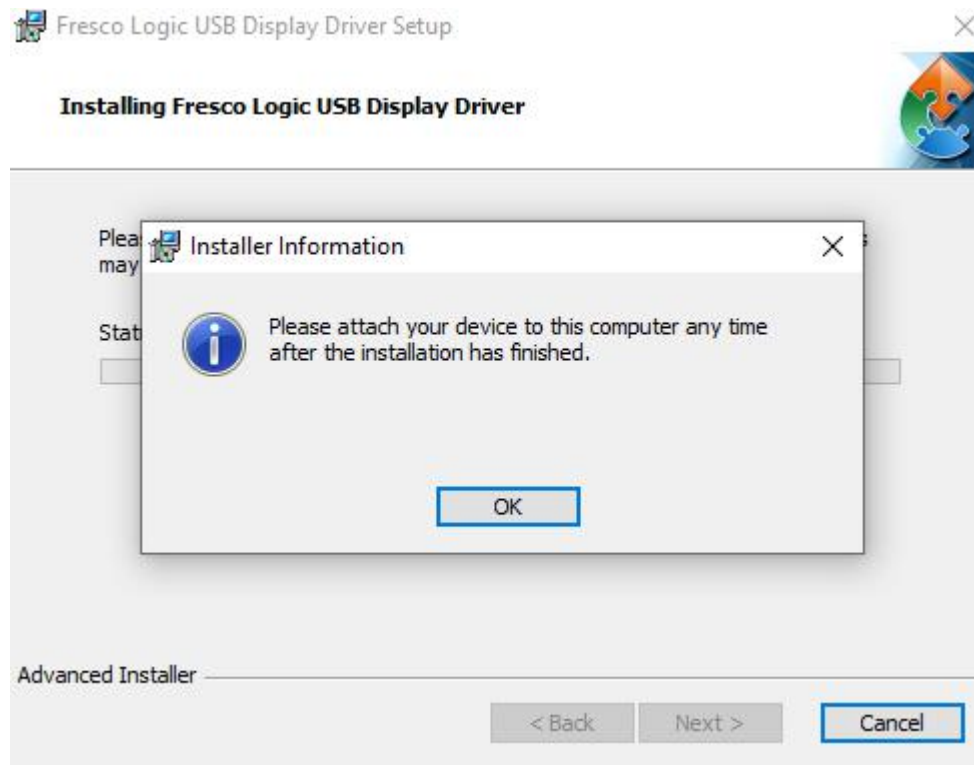 Fresco Logic USB Display Driver Setup
Installing Fresco Logic USB Display Driver
may
Installer Information
Please attach your device to this computer any time
after the installation has finished.
OK
Advanced Installer
< Back
Next >
Cancel